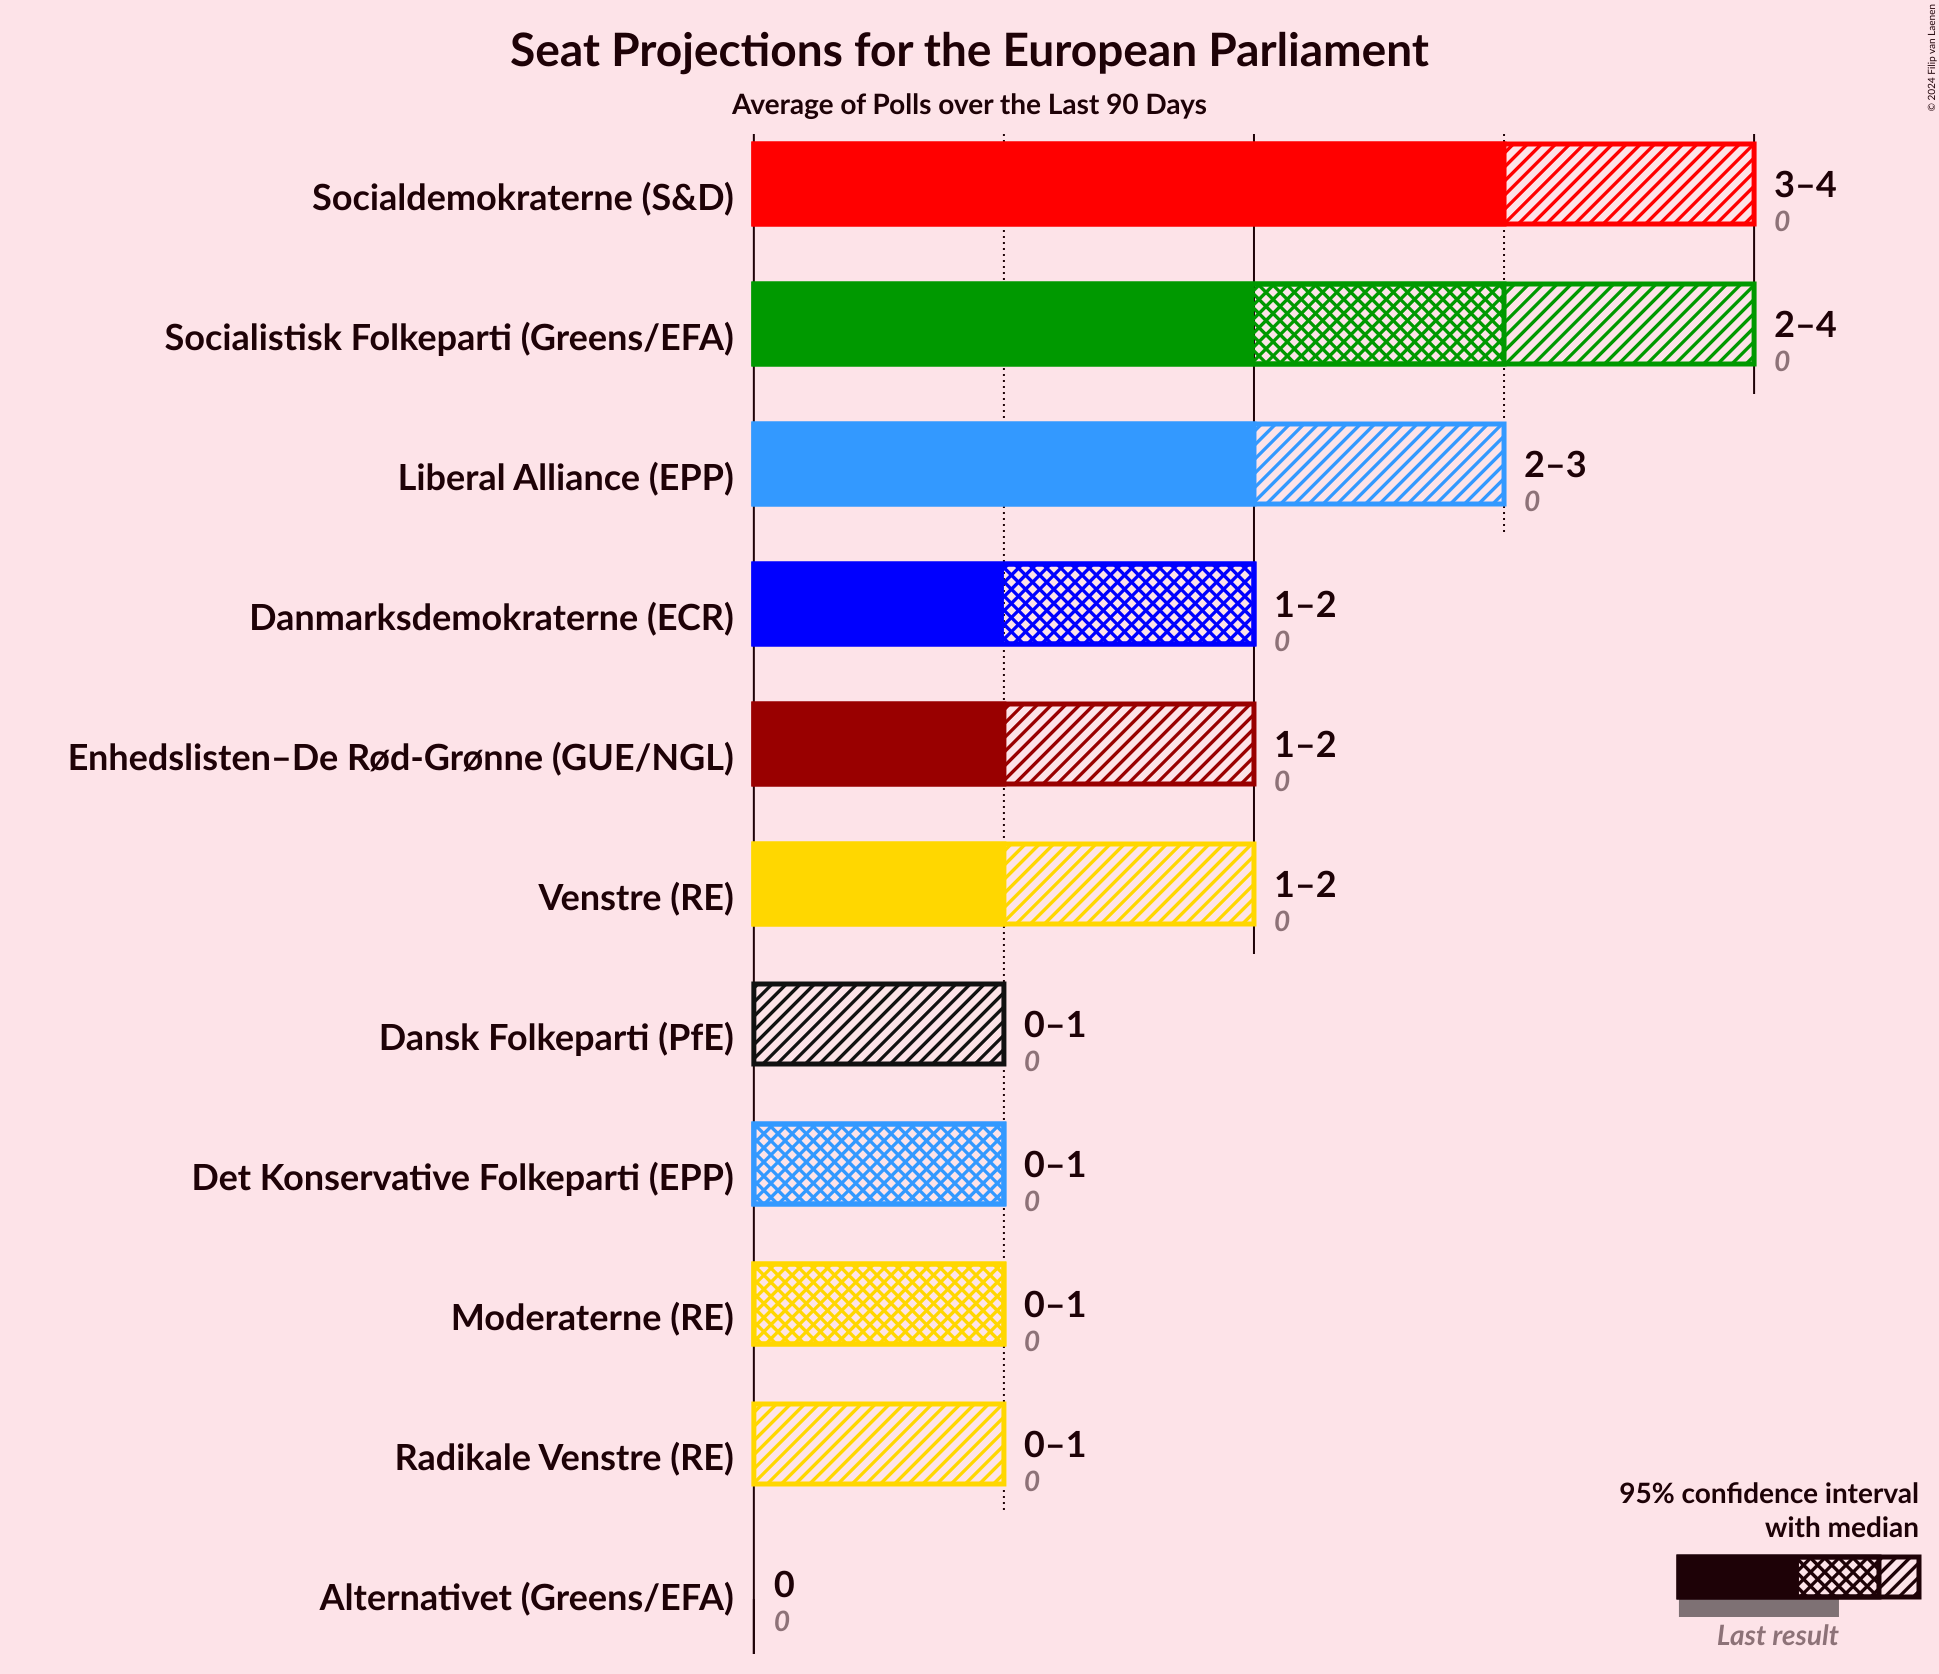 Seat Projections for the European Parliament
Average of Polls over the Last 90 Days
© 2024 Filip van Laenen
Socialdemokraterne (S&D)
3–4
0
Socialistisk Folkeparti (Greens/EFA)
2–4
0
Liberal Alliance (EPP)
2–3
0
Danmarksdemokraterne (ECR)
1–2
0
Enhedslisten–De Rød-Grønne (GUE/NGL)
1–2
0
Venstre (RE)
1–2
0
Dansk Folkeparti (PfE)
0–1
0
Det Konservative Folkeparti (EPP)
0–1
0
Moderaterne (RE)
0–1
0
Radikale Venstre (RE)
0–1
0
Alternativet (Greens/EFA)
0
0
95% confidence interval
with median
Last result